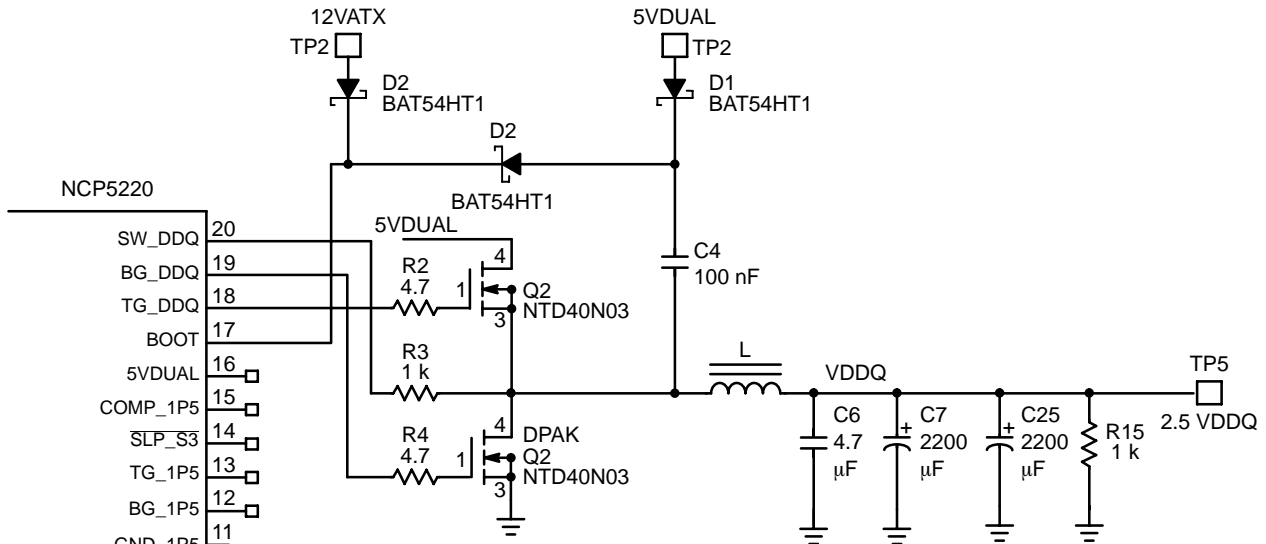 12VATX
5VDUAL
TP2
TP2
D2
BAT54HT1
D1
BAT54HT1
D2
BAT54HT1
NCP5220
5VDUAL
SW_DDQ 20
BG_DDQ 19
TG_DDQ 18
BOOT 17
5VDUAL 16
COMP_1P5 15
SLP_S3 14
TG_1P5 13
BG_1P5 12
GND_1P5 11
R2
4.7
4
1
3
Q2
NTD40N03
C4
100 nF
R3
1 k
L
VDDQ
TP5
2.5 VDDQ
R4
4.7
4
1
3
DPAK
Q2
NTD40N03
C6
4.7
μF
+
C7
2200
μF
+
C25
2200
μF
R15
1 k